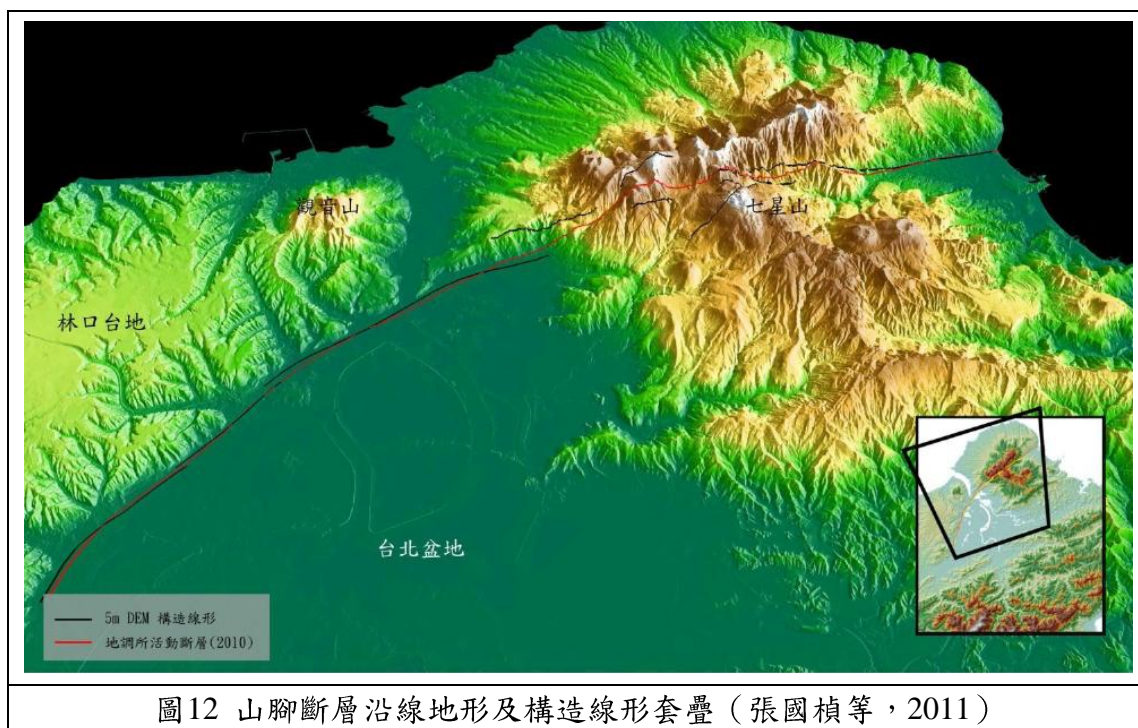 觀音山
七星山
林口台地
台北盆地
5m DEM 構造線形
地調所活動斷層(2010)
圖12 山腳斷層沿線地形及構造線形套疊（張國楨等，2011）